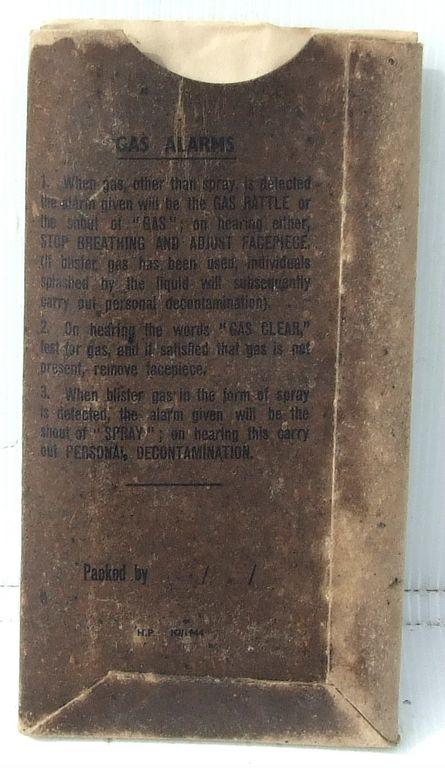 GAS ALARMS
1. When gas, other than spray, is detected
the alarm given will be the GAS RATTLE or
the shout of "GAS"; on hearing either,
STOP BREATHING AND ADJUST FACEPIECE.
(If blister gas has been used, individuals
splashed by the liquid will subsequently
carry out personal decontamination).
2. On hearing the words "GAS CLEAR,"
test for gas, and if satisfied that gas is not
present, remove facepiece.
3. When blister gas in the form of spray
is detected, the alarm given will be the
shout of "SPRAY"; on hearing this carry
out PERSONAL DECONTAMINATION.
Packed by / /
H.P. 10/1944